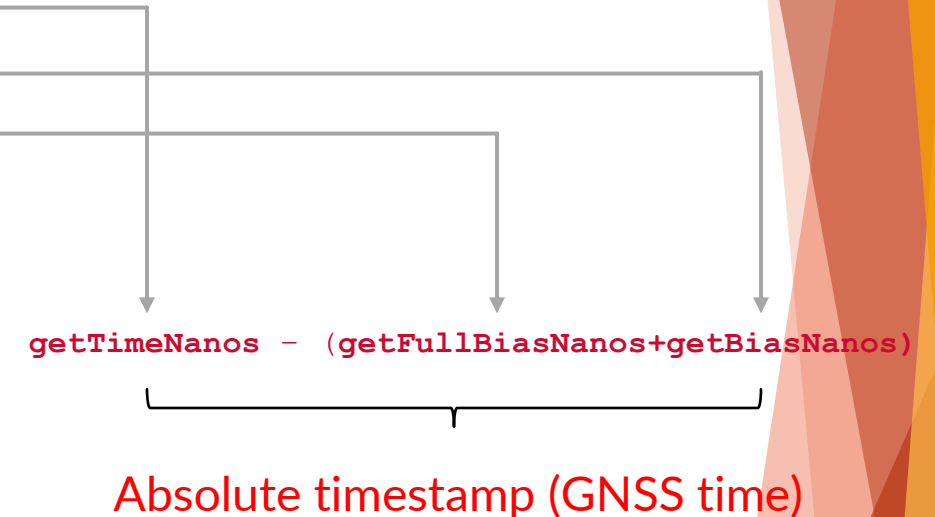 getTimeNanos – (getFullBiasNanos+getBiasNanos)
Absolute timestamp (GNSS time)